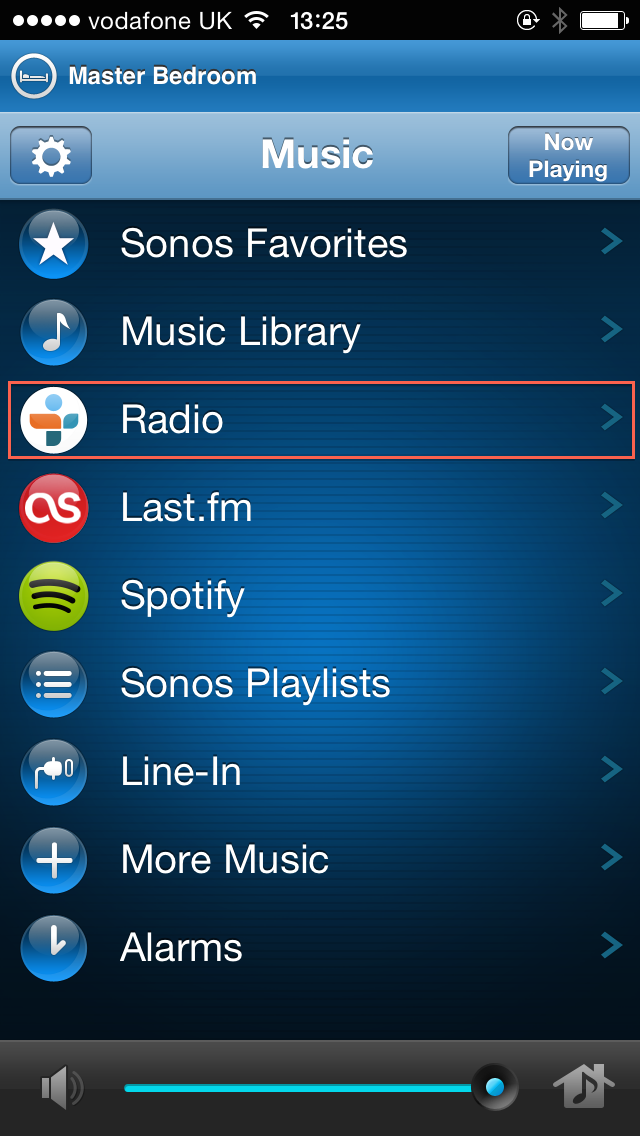 vodafone UK 13:25
Master Bedroom
Music
Now
Playing
Sonos Favorites
Music Library
Radio
Last.fm
Spotify
Sonos Playlists
Line-In
More Music
Alarms